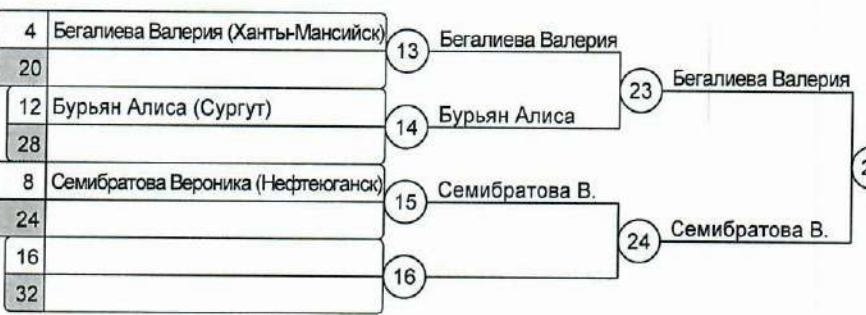 4 Бегалиева Валерия (Ханты-Мансийск)
20
12 Бурьян Алиса (Сургут)
28
8 Семибратова Вероника (Нефтеюганск)
24
16
32
13 Бегалиева Валерия
14 Бурьян Алиса
15 Семибратова В.
16
23 Бегалиева Валерия
24 Семибратова В.